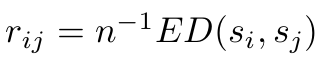 r_{ij} = n^{-1}ED(s_i, s_j)